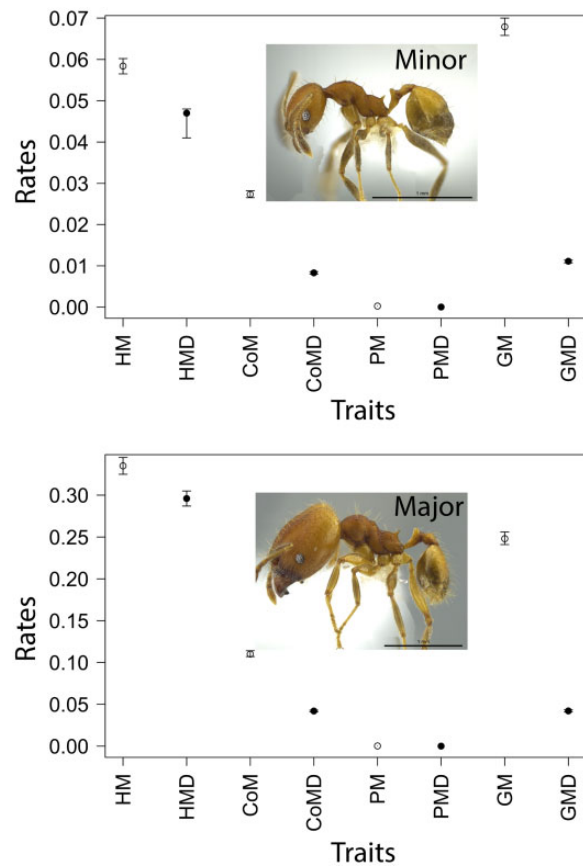 0.07
0.06
0.05
0.04
0.03
0.02
0.01
0.00
Rates
Minor
HM
HMD
CoM
CoMD
PM
PMD
GM
GMD
Traits
0.30
0.25
0.20
0.15
0.10
0.05
0.00
Rates
Major
HM
HMD
CoM
CoMD
PM
PMD
GM
GMD
Traits